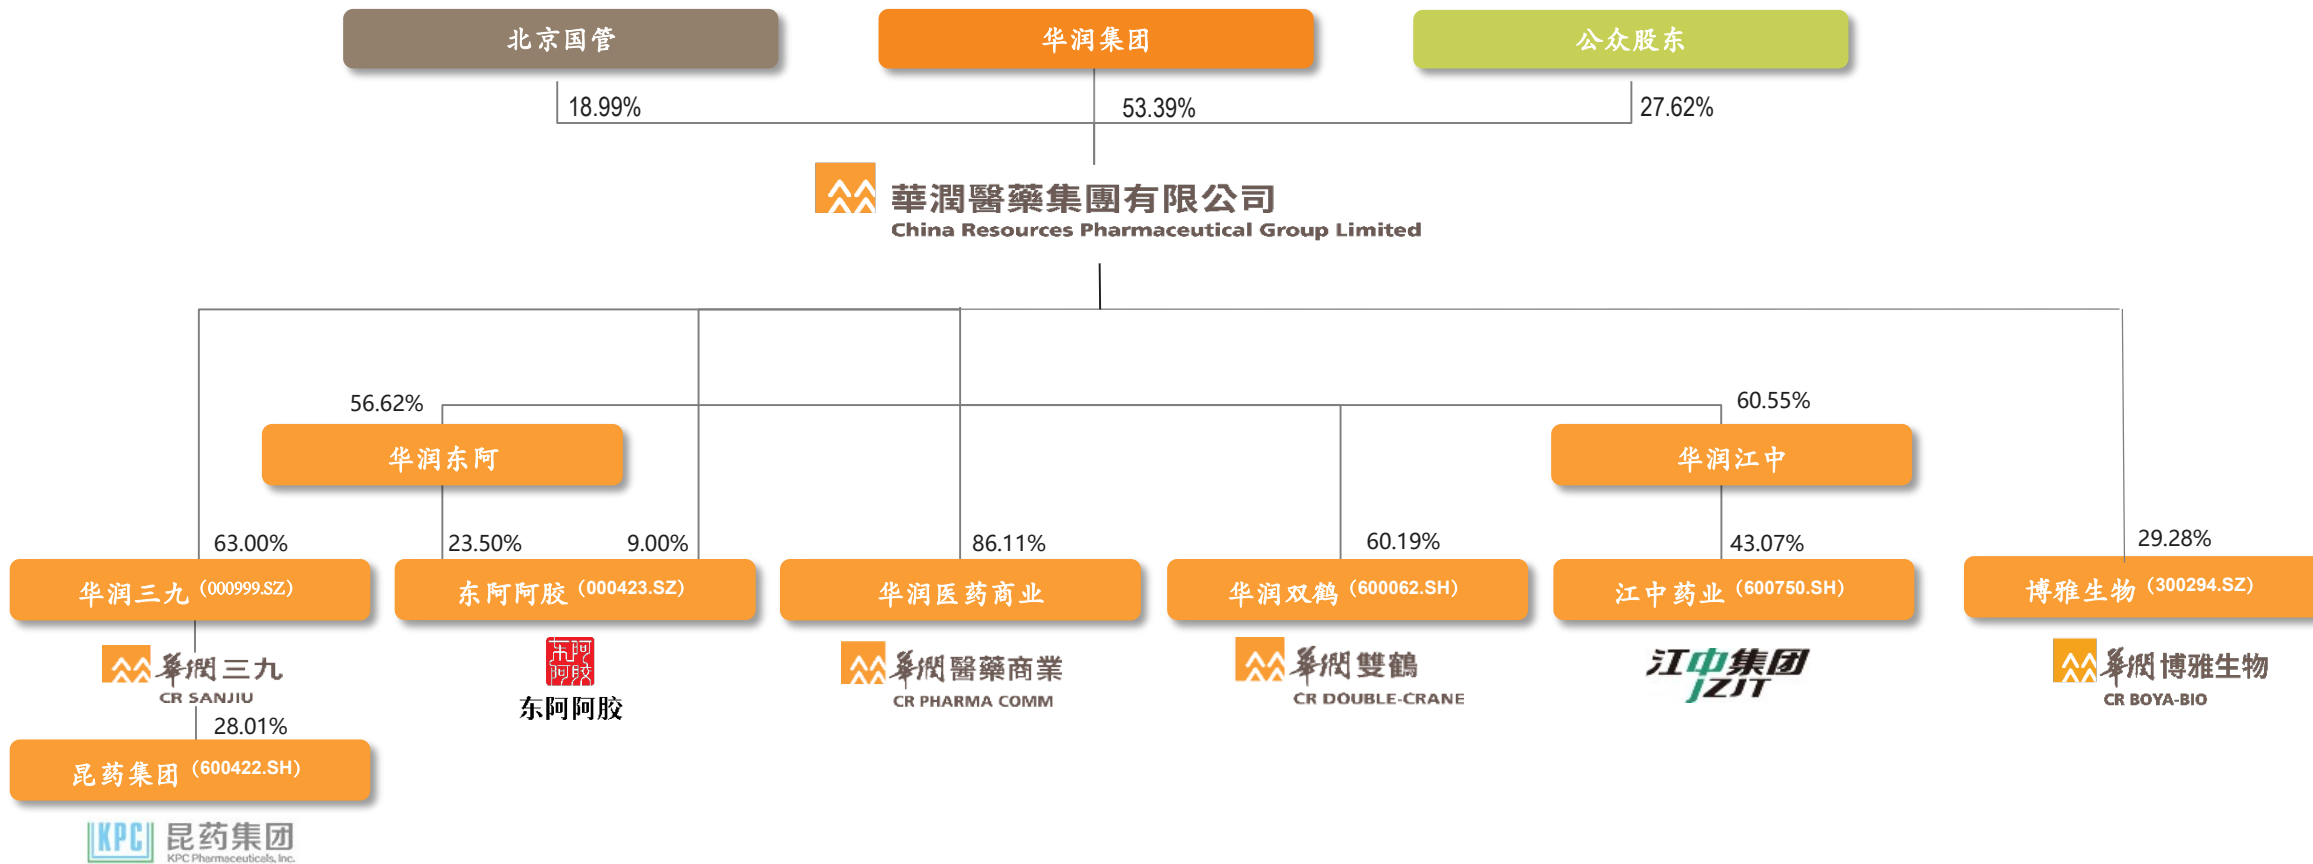 北京国管
华润集团
公众股东
18.99%
53.39%
27.62%
華潤醫藥集團有限公司
China Resources Pharmaceutical Group Limited
56.62%
60.55%
华润东阿
华润江中
63.00%
23.50%
9.00%
86.11%
60.19%
43.07%
29.28%
华润三九 (000999.SZ)
东阿阿胶 (000423.SZ)
华润医药商业
华润双鹤 (600062.SH)
江中药业 (600750.SH)
博雅生物 (300294.SZ)
華潤三九
CR SANJIU
东阿
阿胶
东阿阿胶
華潤醫藥商業
CR PHARMA COMM
華潤雙鶴
CR DOUBLE-CRANE
江中集团
JZJT
華潤博雅生物
CR BOYA-BIO
28.01%
昆药集团 (600422.SH)
KPC 昆药集团
KPC Pharmaceuticals, Inc.